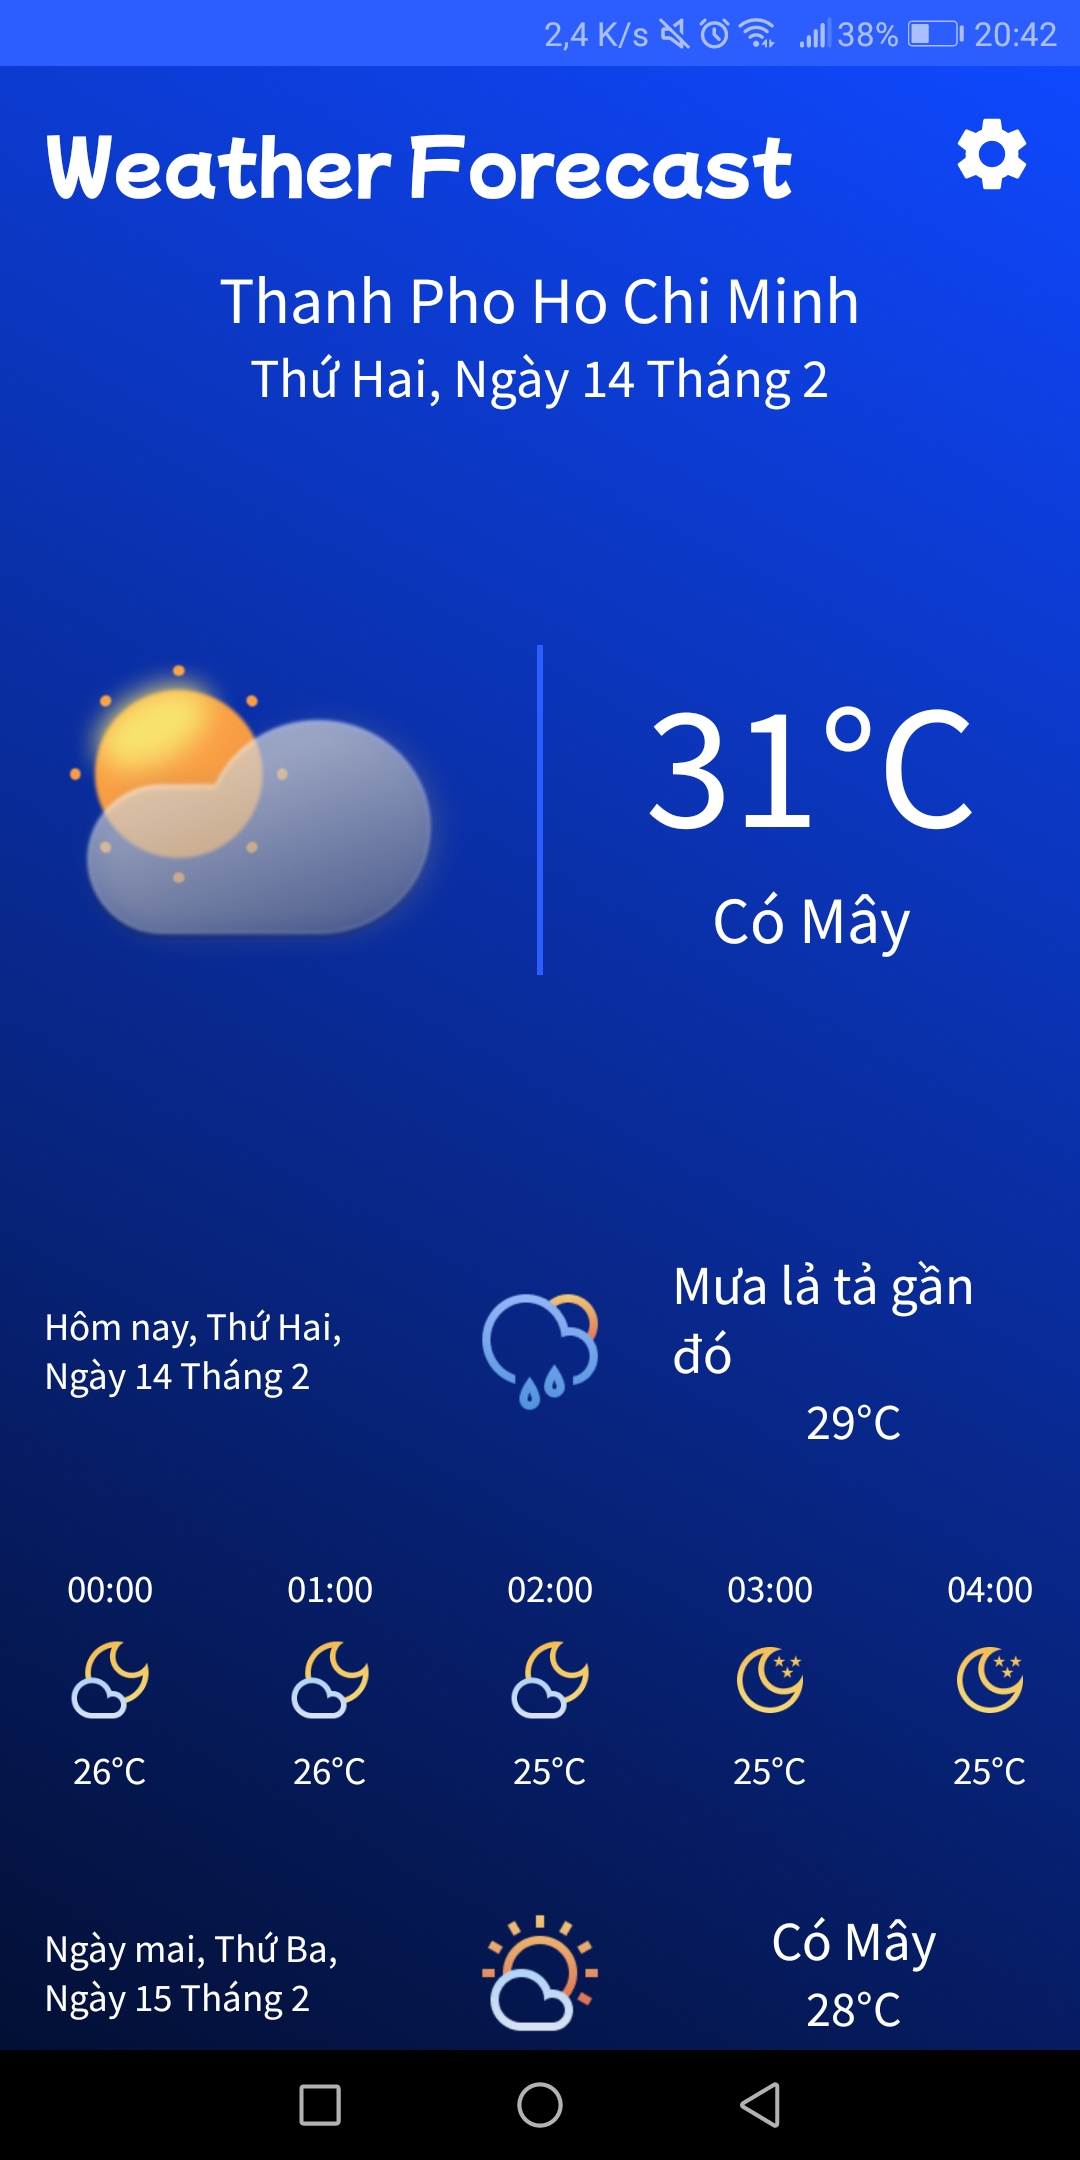 2,4 K/s 38% 20:42
Weather Forecast
Thanh Pho Ho Chi Minh
Thứ Hai, Ngày 14 Tháng 2
31°C
Có Mây
Hôm nay, Thứ Hai,
Ngày 14 Tháng 2
Mưa lả tả gần
đó
29°C
00:00 01:00 02:00 03:00 04:00
26°C 26°C 25°C 25°C 25°C
Ngày mai, Thứ Ba,
Ngày 15 Tháng 2
Có Mây
28°C